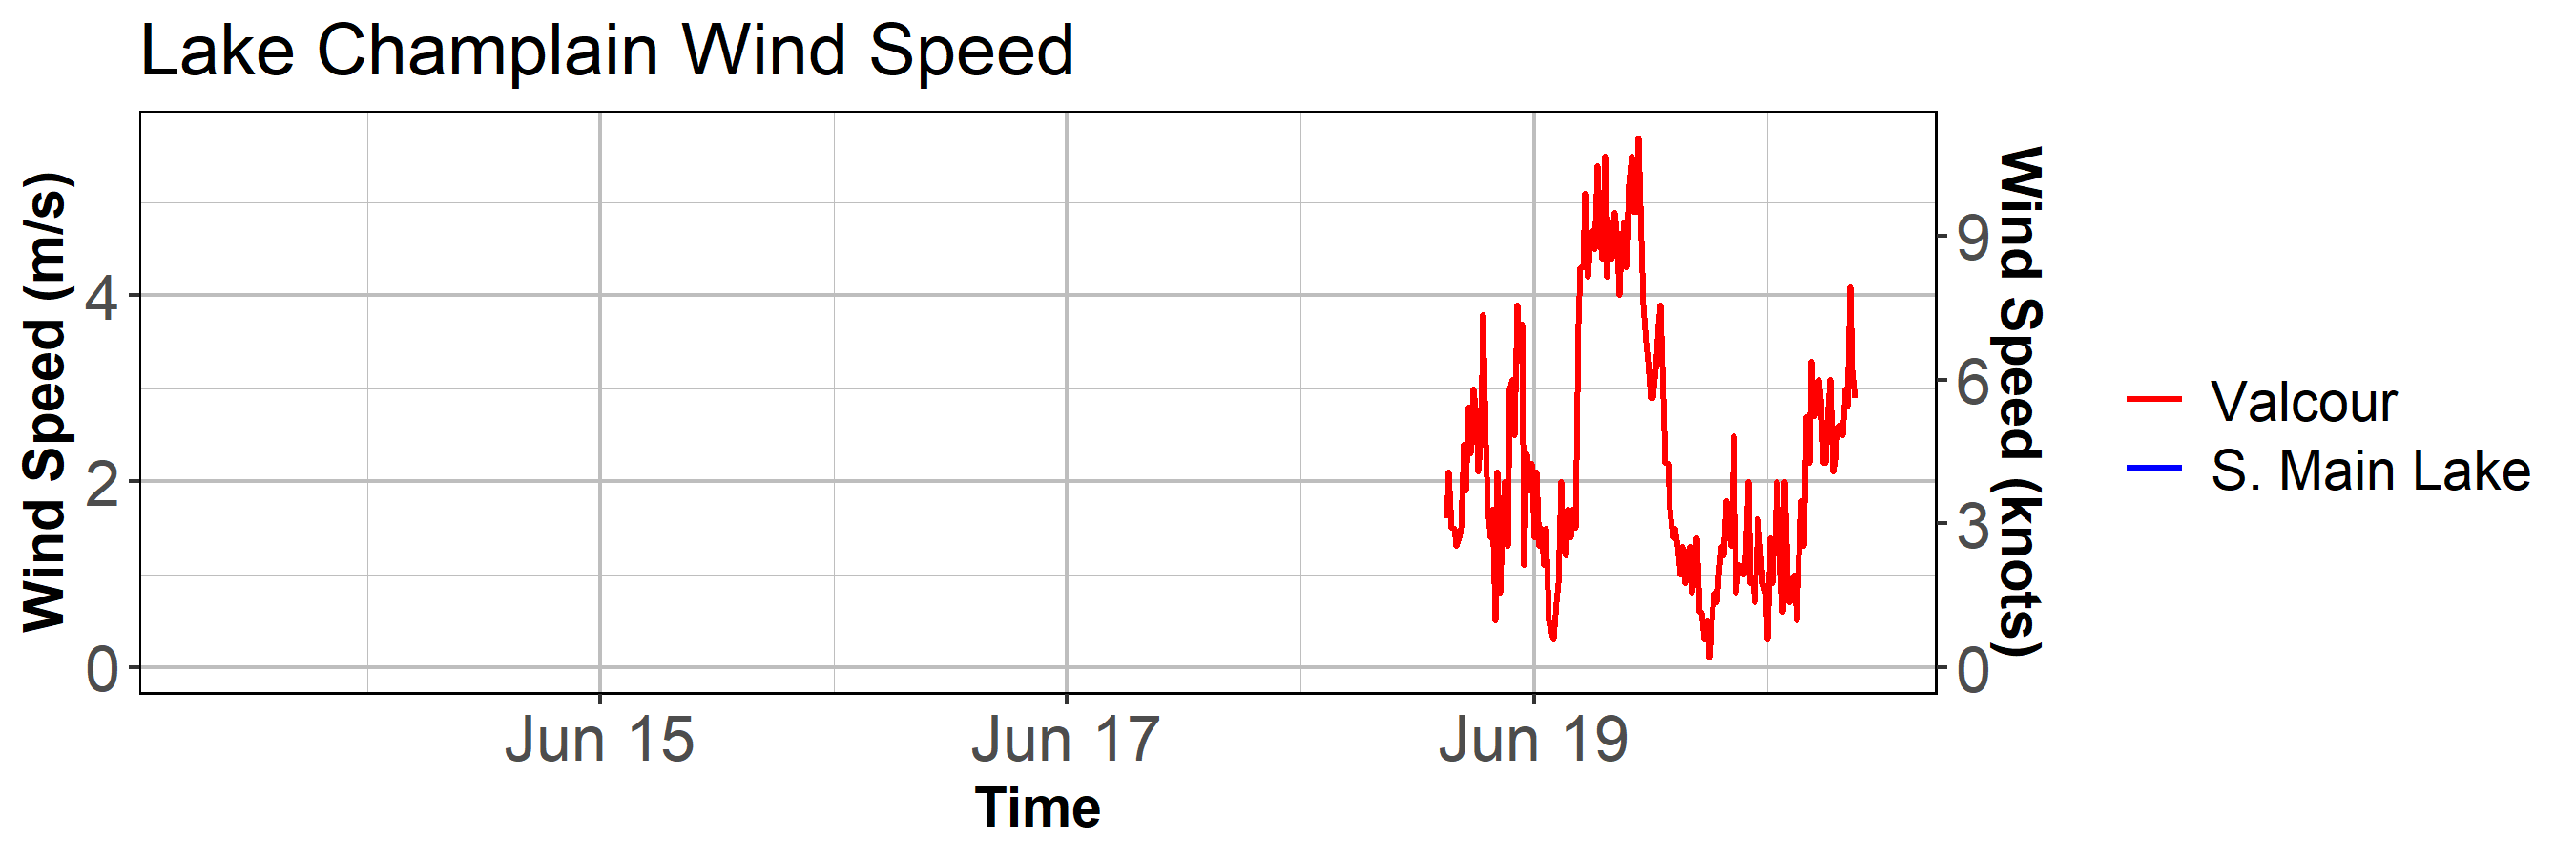 Lake Champlain Wind Speed
Wind Speed (m/s)
4
2
0
9
6
3
0
Wind Speed (knots)
Jun 15
Jun 17
Jun 19
Time
Valcour
S. Main Lake